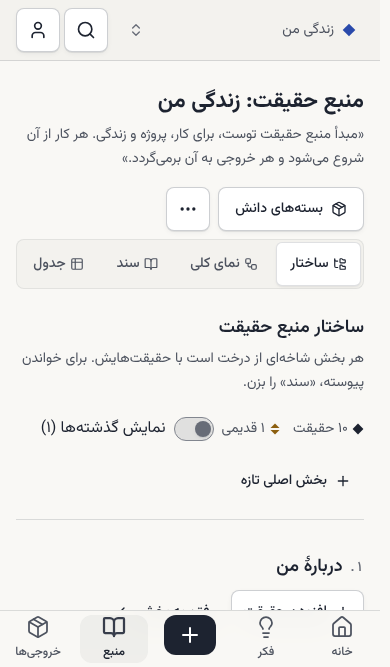 زندگی من
منبع حقیقت: زندگی من
«مبدأ منبع حقیقت توست، برای کار، پروژه و زندگی. هر کار از آن
شروع می‌شود و هر خروجی به آن برمی‌گردد.»
بسته‌های دانش
ساختار
نمای کلی
سند
جدول
ساختار منبع حقیقت
هر بخش شاخه‌ای از درخت است با حقیقت‌هایش. برای خواندن
پیوسته، «سند» را بزن.
۱۰ حقیقت
۱ قدیمی
نمایش گذشته‌ها (۱)
بخش اصلی تازه
۱. دربارهٔ من
خانه
فکر
منبع
خروجی‌ها